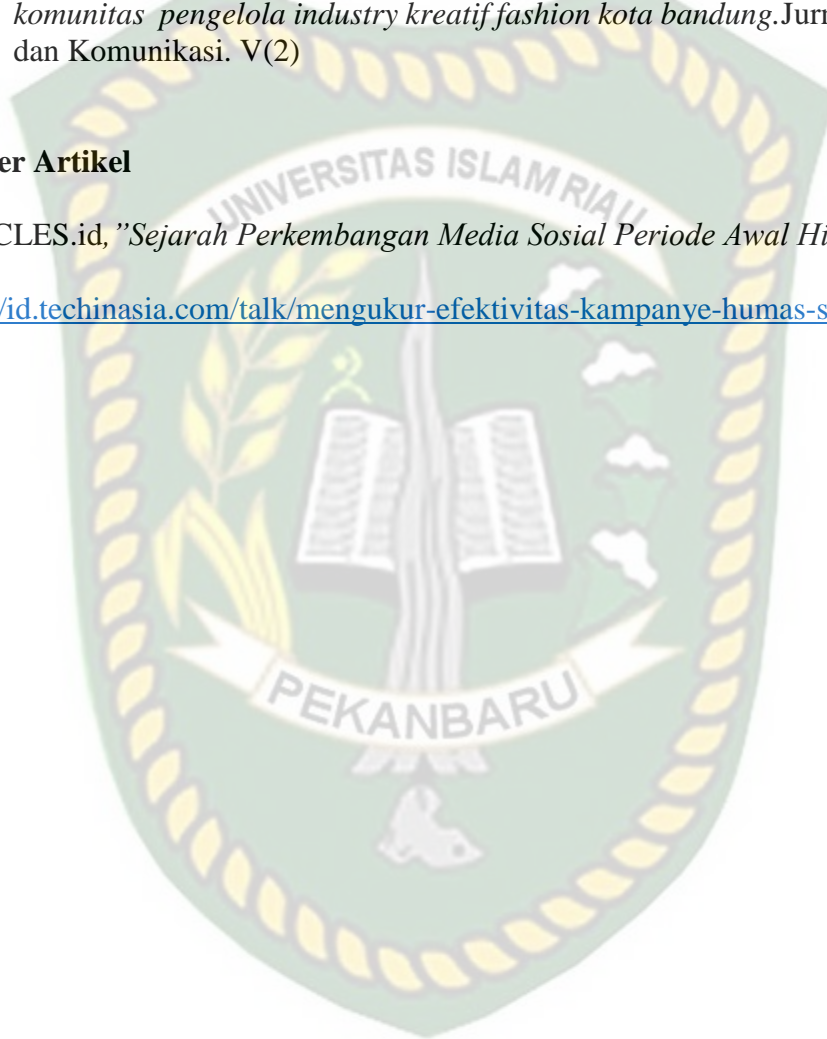 komunitas  pengelola industry kreatif fashion kota bandung.Jurn
dan Komunikasi. V(2)
er Artikel
UNIVERSITAS ISLAM RIAU
CLES.id,”Sejarah Perkembangan Media Sosial Periode Awal Hi
/id.techinasia.com/talk/mengukur-efektivitas-kampanye-humas-s
PEKANBARU